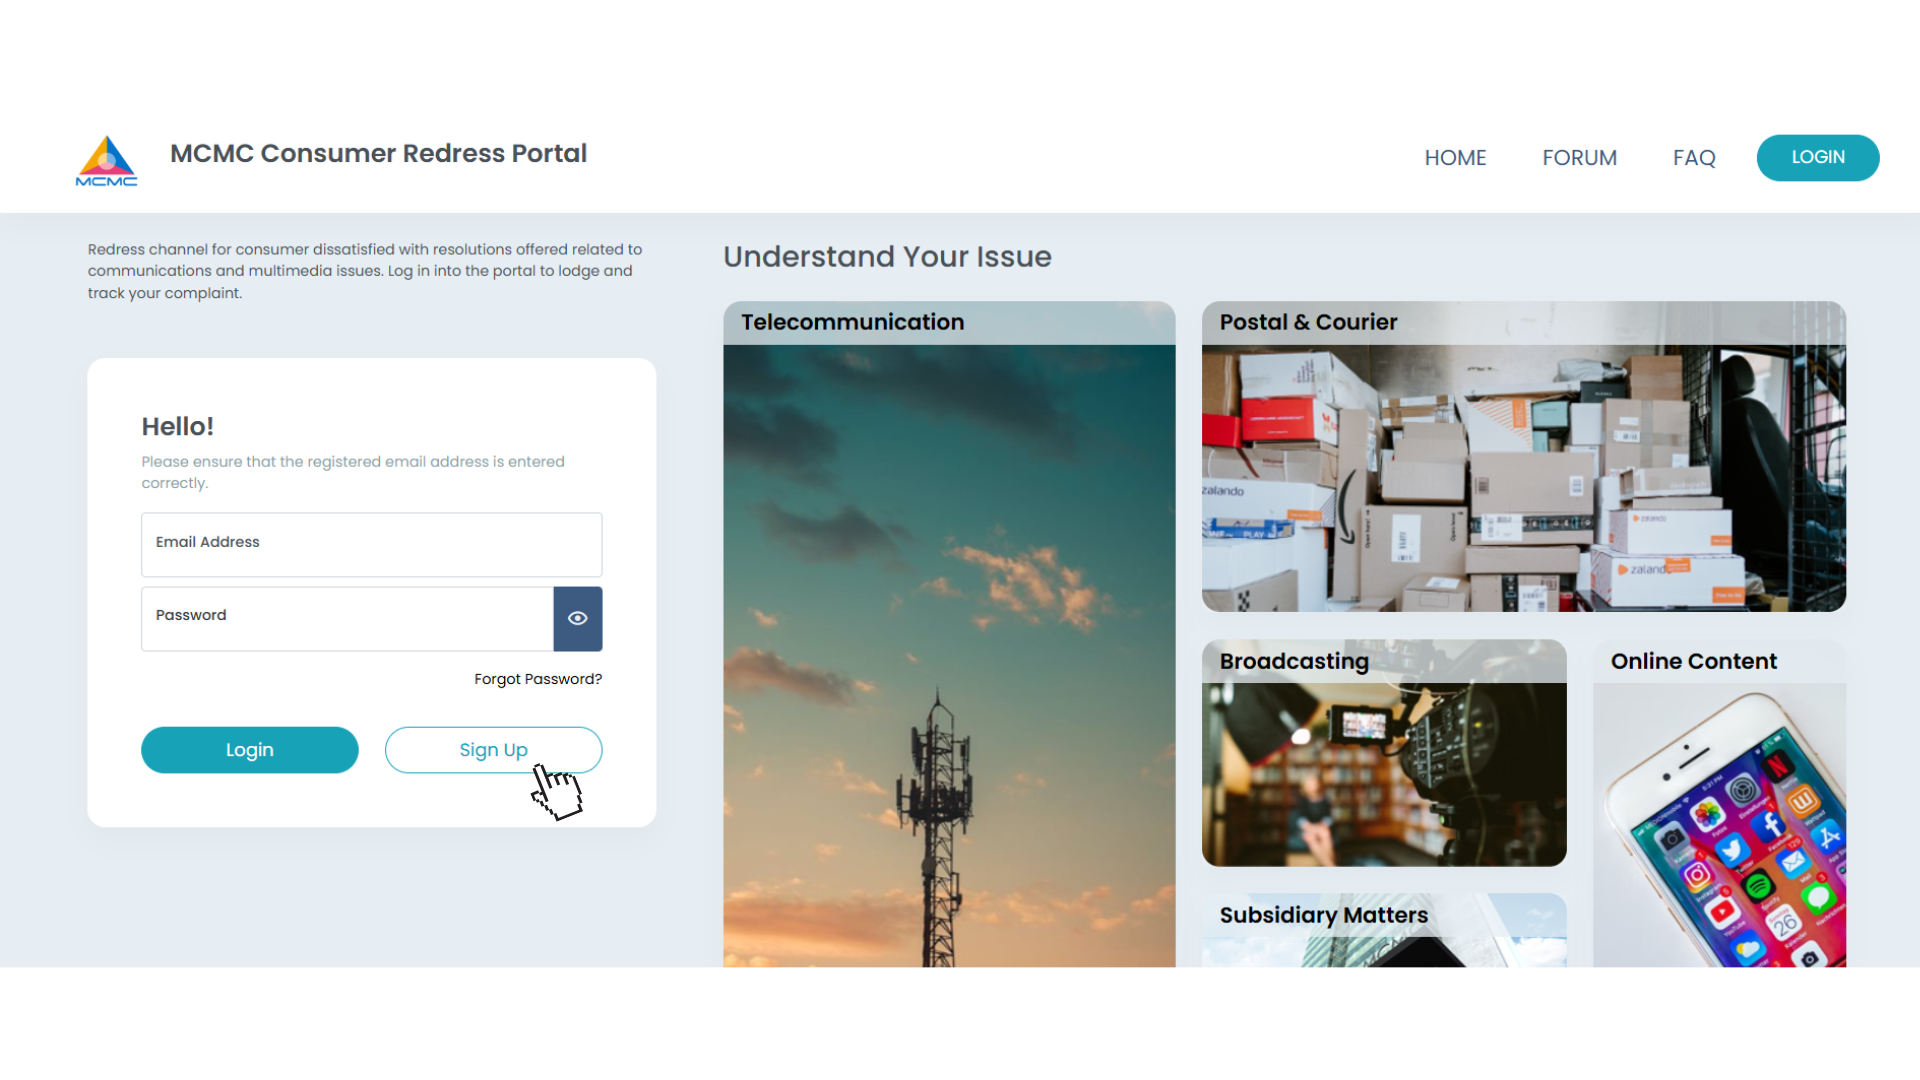 MCMC
MCMC Consumer Redress Portal
HOME
FORUM
FAQ
LOGIN
Redress channel for consumer dissatisfied with resolutions offered related to
communications and multimedia issues. Log in into the portal to lodge and
track your complaint.
Hello!
Please ensure that the registered email address is entered
correctly.
Email Address
Password
Forgot Password?
Login
Sign Up
Understand Your Issue
Telecommunication
Postal & Courier
zalando
PLAY
zalando
zaland
Broadcasting
Online Content
Subsidiary Matters
26